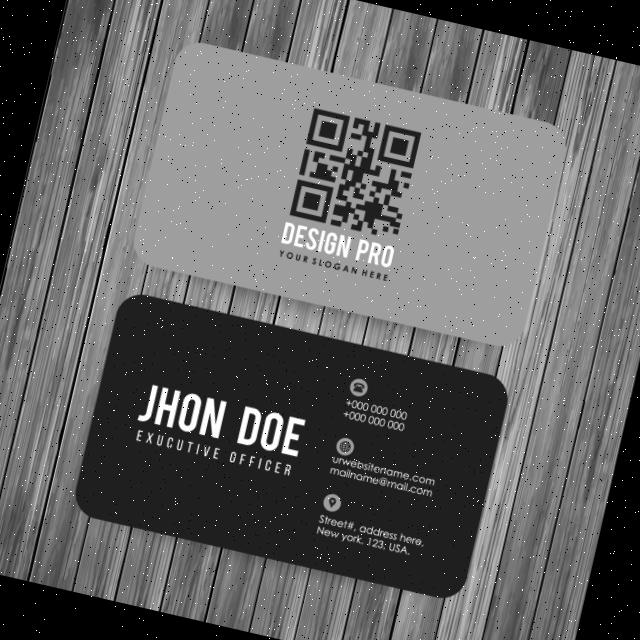 DESIGN PRO
YOUR SLOGAN HERE.
JHON DOE
EXUCUTIVE OFFICER
+000 000 000
+000 000 000
urwebsitename.com
mailname@mail.com
Street#, address here,
New york, 123; USA.